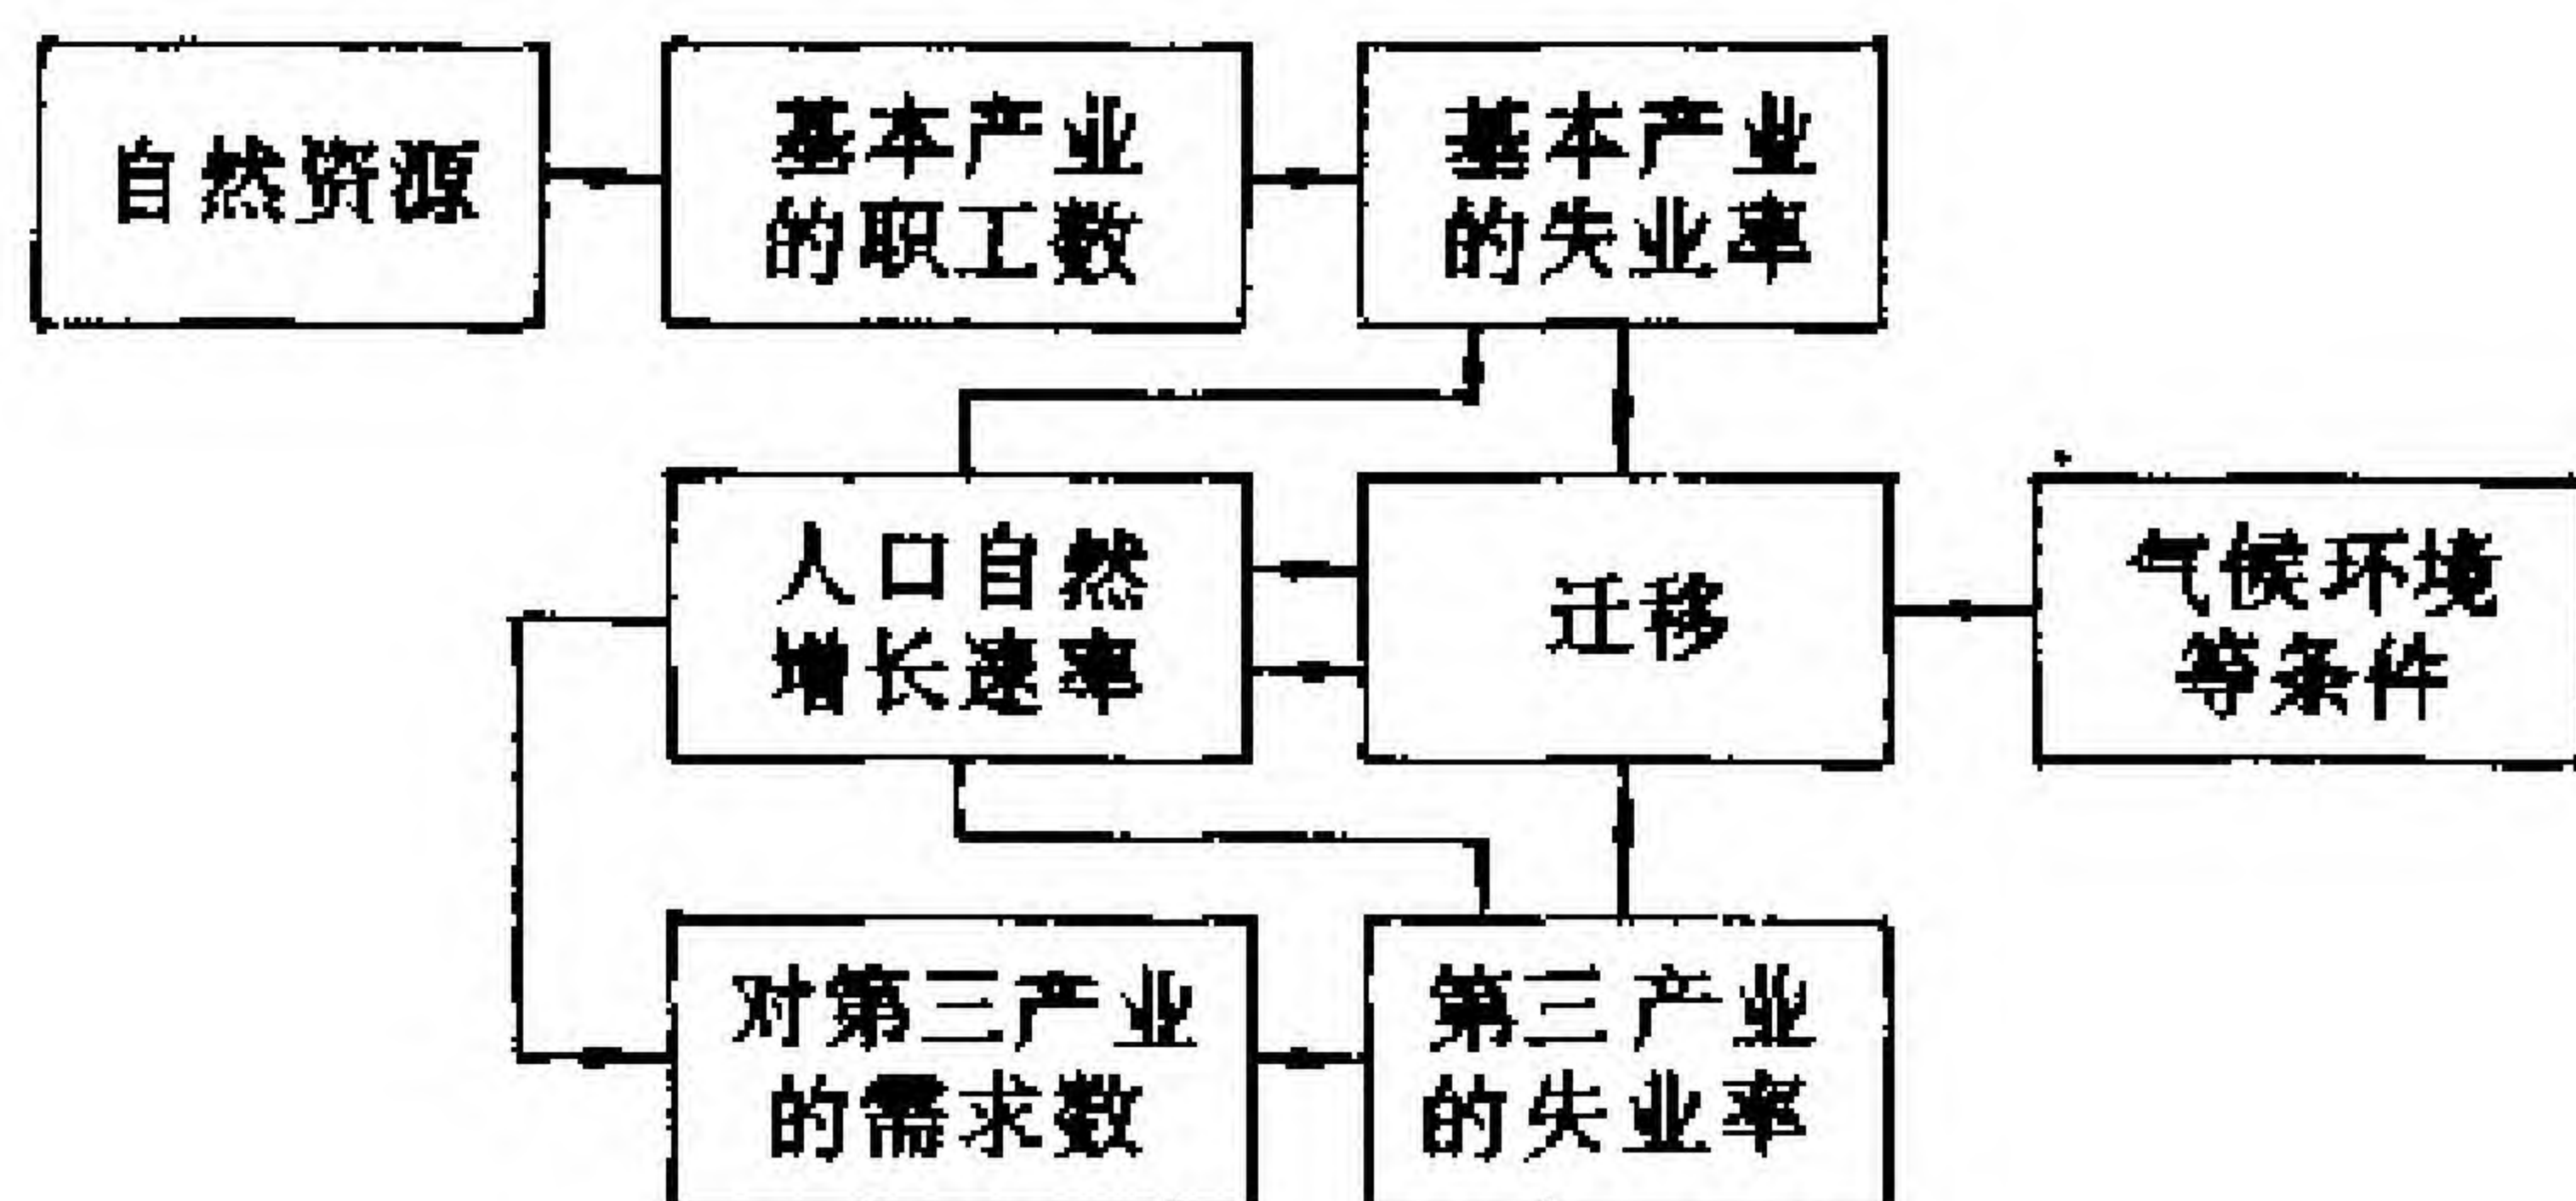 自然资源
基本产业
的职工数
基本产业
的失业率
人口自然
增长速率
迁移
气候环境
等条件
对第三产业
的需求数
第三产业
的失业率